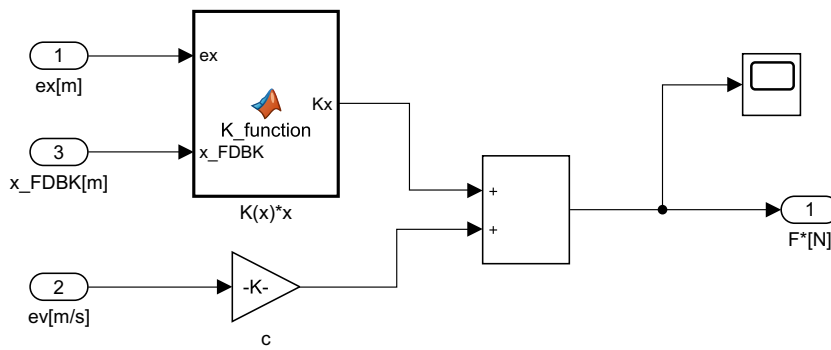 1
ex[m]
3
x_FDBK[m]
ex
Kx
K_function
x_FDBK
K(x)*x
2
ev[m/s]
-K-
c
+
+
1
F*[N]